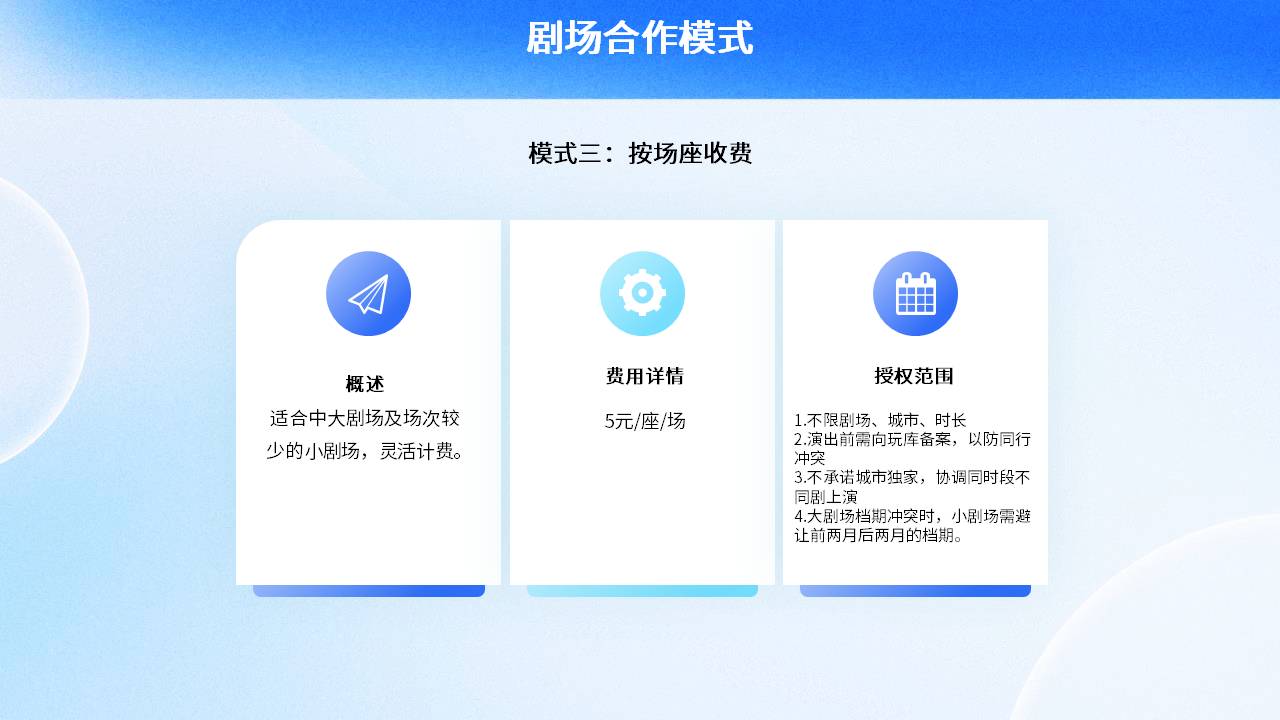 剧场合作模式
模式三：按场座收费
概述
适合中大剧场及场次较
少的小剧场，灵活计费。
费用详情
5元/座/场
授权范围
1.不限剧场、城市、时长
2.演出前需向玩库备案，以防同行
冲突
3.不承诺城市独家，协调同时段不
同剧上演
4.大剧场档期冲突时，小剧场需避
让前两月后两月的档期。